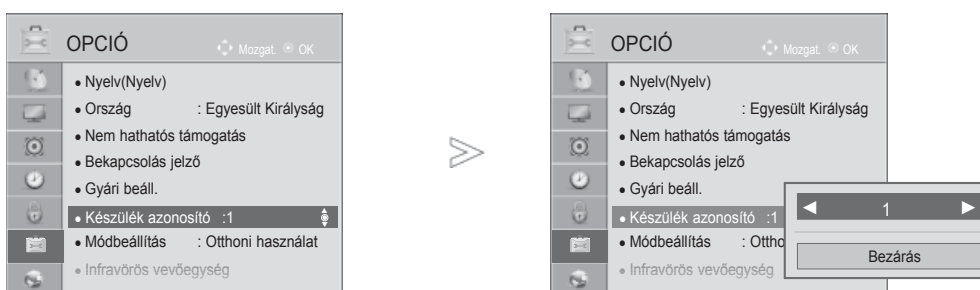 OPCIÓ
Mozgat. OK
• Nyelv(Nyelv)
• Ország : Egyesült Királyság
• Nem hathatós támogatás
• Bekapcsolás jelző
• Gyári beáll.
• Készülék azonosító :1
• Módbeállítás : Otthoni használat
• Infravörös vevőegység
OPCIÓ
Mozgat. OK
• Nyelv(Nyelv)
• Ország : Egyesült Királyság
• Nem hathatós támogatás
• Bekapcsolás jelző
• Gyári beáll.
• Készülék azonosító :1
• Módbeállítás : Ottho
• Infravörös vevőegység
◄ 1 ►
Bezárás